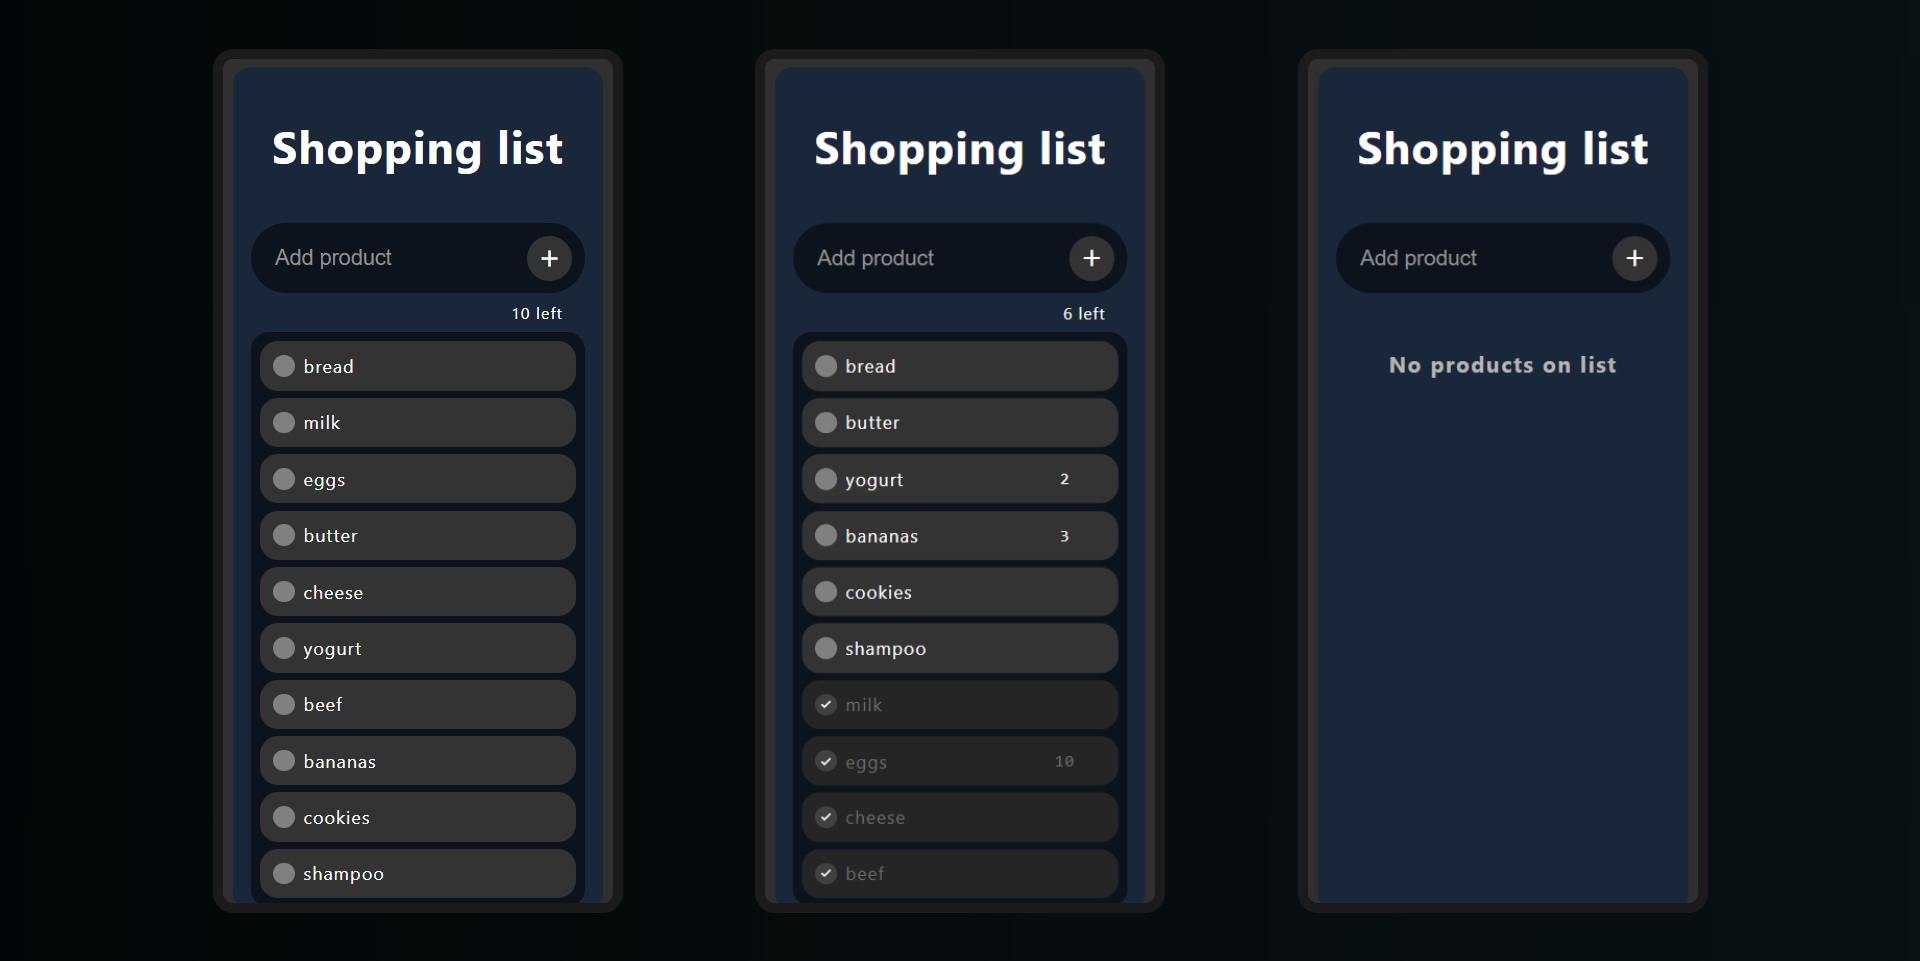 Shopping list
Add product
+
10 left
bread
milk
eggs
butter
cheese
yogurt
beef
bananas
cookies
shampoo
Shopping list
Add product
+
6 left
bread
butter
yogurt 2
bananas 3
cookies
shampoo
milk
eggs 10
cheese
beef
Shopping list
Add product
+
No products on list